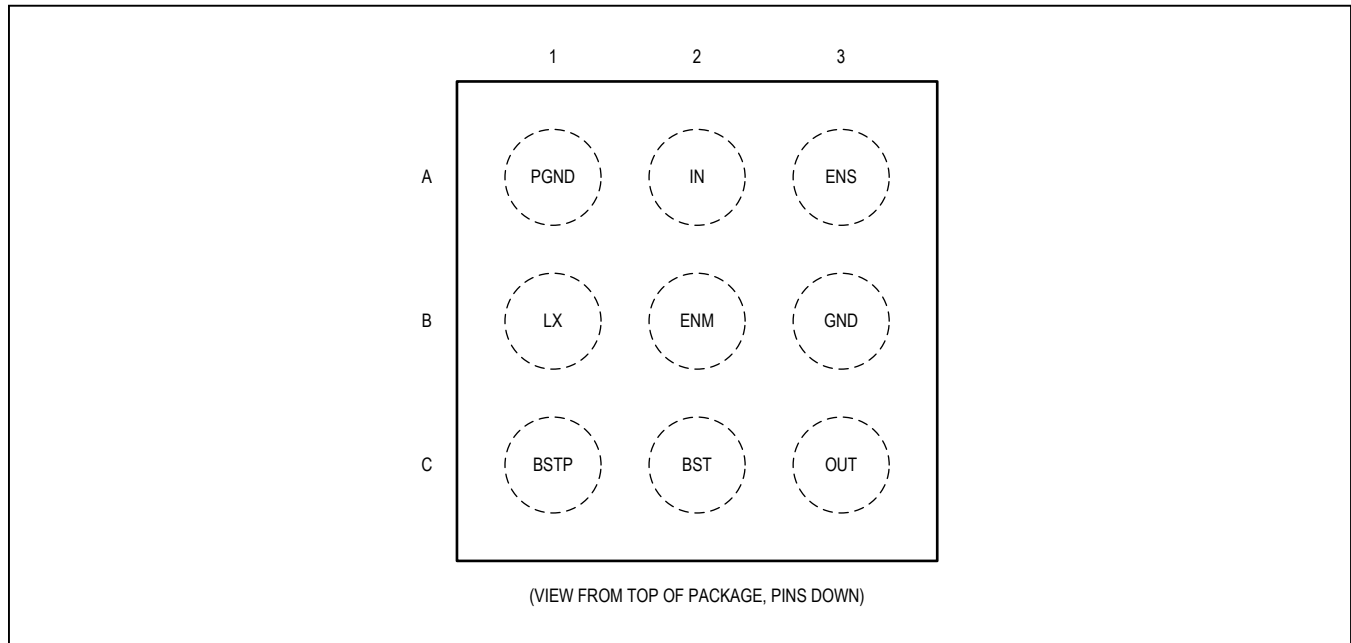 1 2 3
A PGND IN ENS
B LX ENM GND
C BSTP BST OUT
(VIEW FROM TOP OF PACKAGE, PINS DOWN)